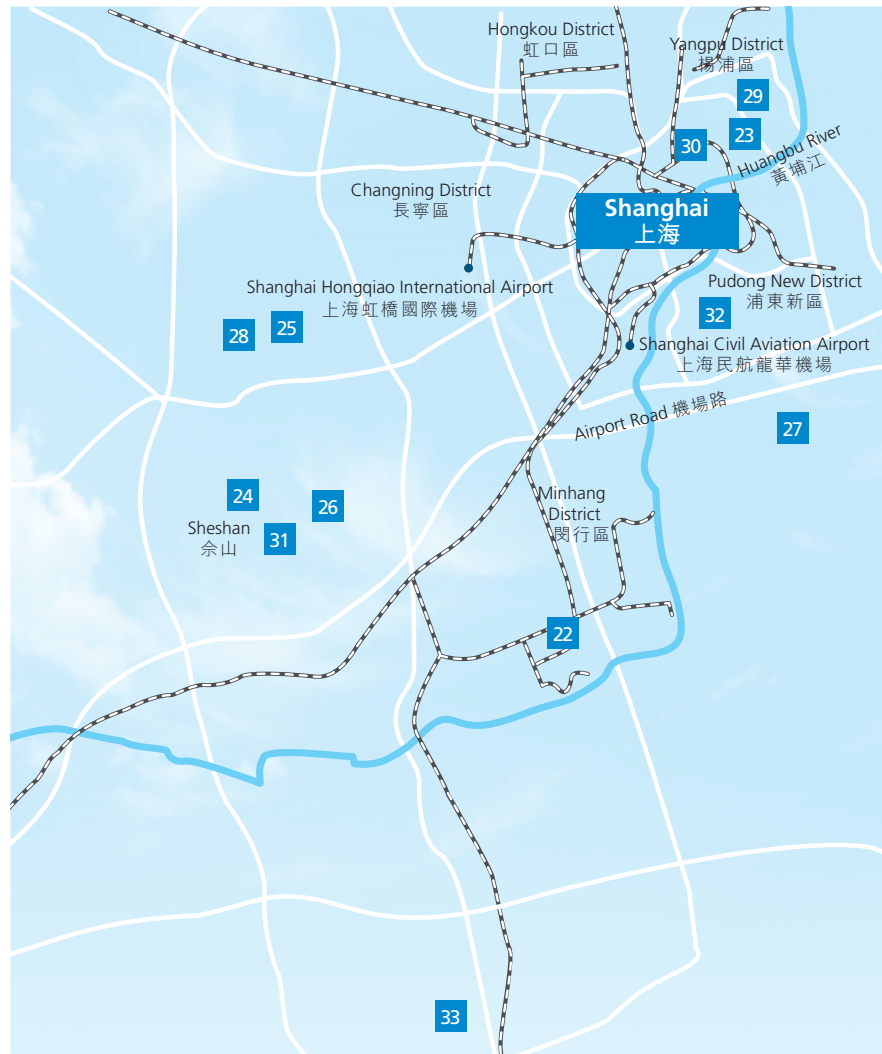 Hongkou District
虹口區
Yangpu District
楊浦區
29
23
30
Huangbu River
黃埔江
Changning District
長寧區
Shanghai
上海
Shanghai Hongqiao International Airport
上海虹橋國際機場
Pudong New District
浦東新區
28
25
32
Shanghai Civil Aviation Airport
上海民航龍華機場
Airport Road 機場路
27
24
26
Minhang
District
閔行區
Sheshan
佘山
31
22
33